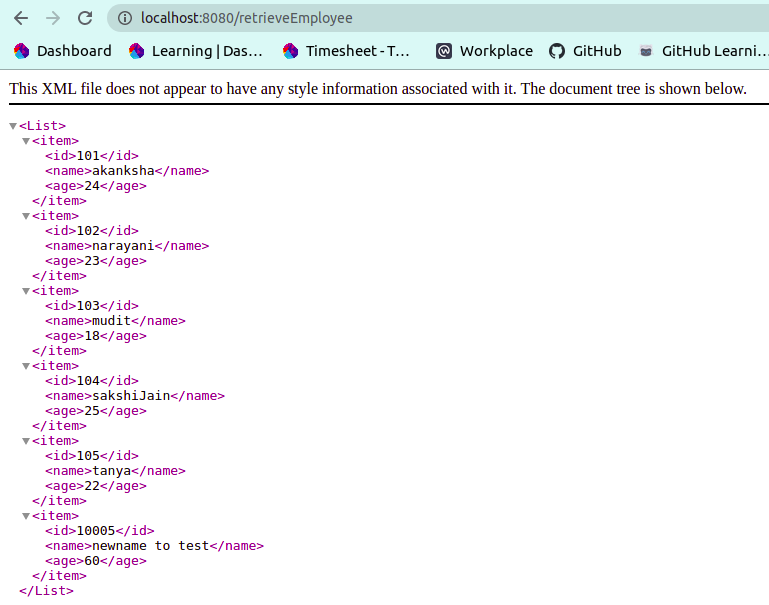 localhost:8080/retrieveEmployee
Dashboard Learning | Das... Timesheet - T... Workplace GitHub GitHub Learni...
This XML file does not appear to have any style information associated with it. The document tree is shown below.
<List>
<item>
<id>101</id>
<name>akanksha</name>
<age>24</age>
</item>
<item>
<id>102</id>
<name>narayani</name>
<age>23</age>
</item>
<item>
<id>103</id>
<name>mudit</name>
<age>18</age>
</item>
<item>
<id>104</id>
<name>sakshiJain</name>
<age>25</age>
</item>
<item>
<id>105</id>
<name>tanya</name>
<age>22</age>
</item>
<item>
<id>10005</id>
<name>newname to test</name>
<age>60</age>
</item>
</List>